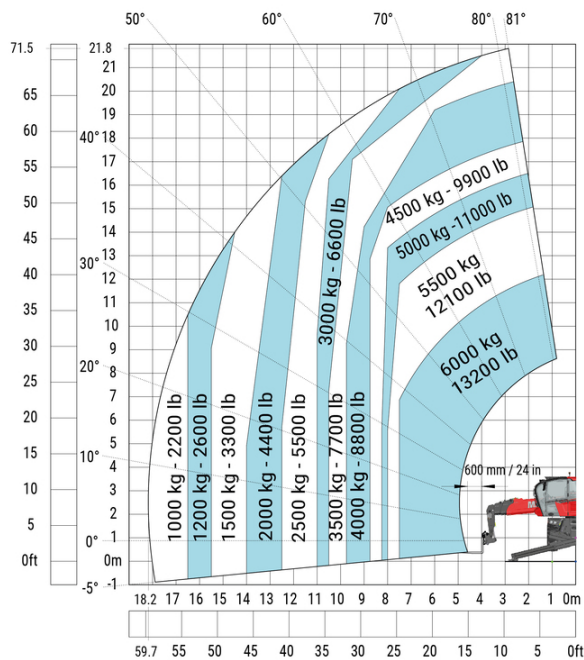 50° 60° 70° 80° 81°
71.5 21.8
21
65 20
19
60 40° 18
17
55 16
50 15
14
45 30° 13
40 12
11
35 10
30 9
8
25 20° 7
20 6
5
15 10° 4
10 3
2
5 0° 1
0ft 0m
-5° -1
1000 kg - 2200 lb
1200 kg - 2600 lb
1500 kg - 3300 lb
2000 kg - 4400 lb
2500 kg - 5500 lb
3000 kg - 6600 lb
3500 kg - 7700 lb
4000 kg - 8800 lb
4500 kg - 9900 lb
5000 kg -11000 lb
5500 kg
12100 lb
6000 kg
13200 lb
600 mm / 24 in
18.2 17 16 15 14 13 12 11 10 9 8 7 6 5 4 3 2 1 0m
59.7 55 50 45 40 35 30 25 20 15 10 5 0ft